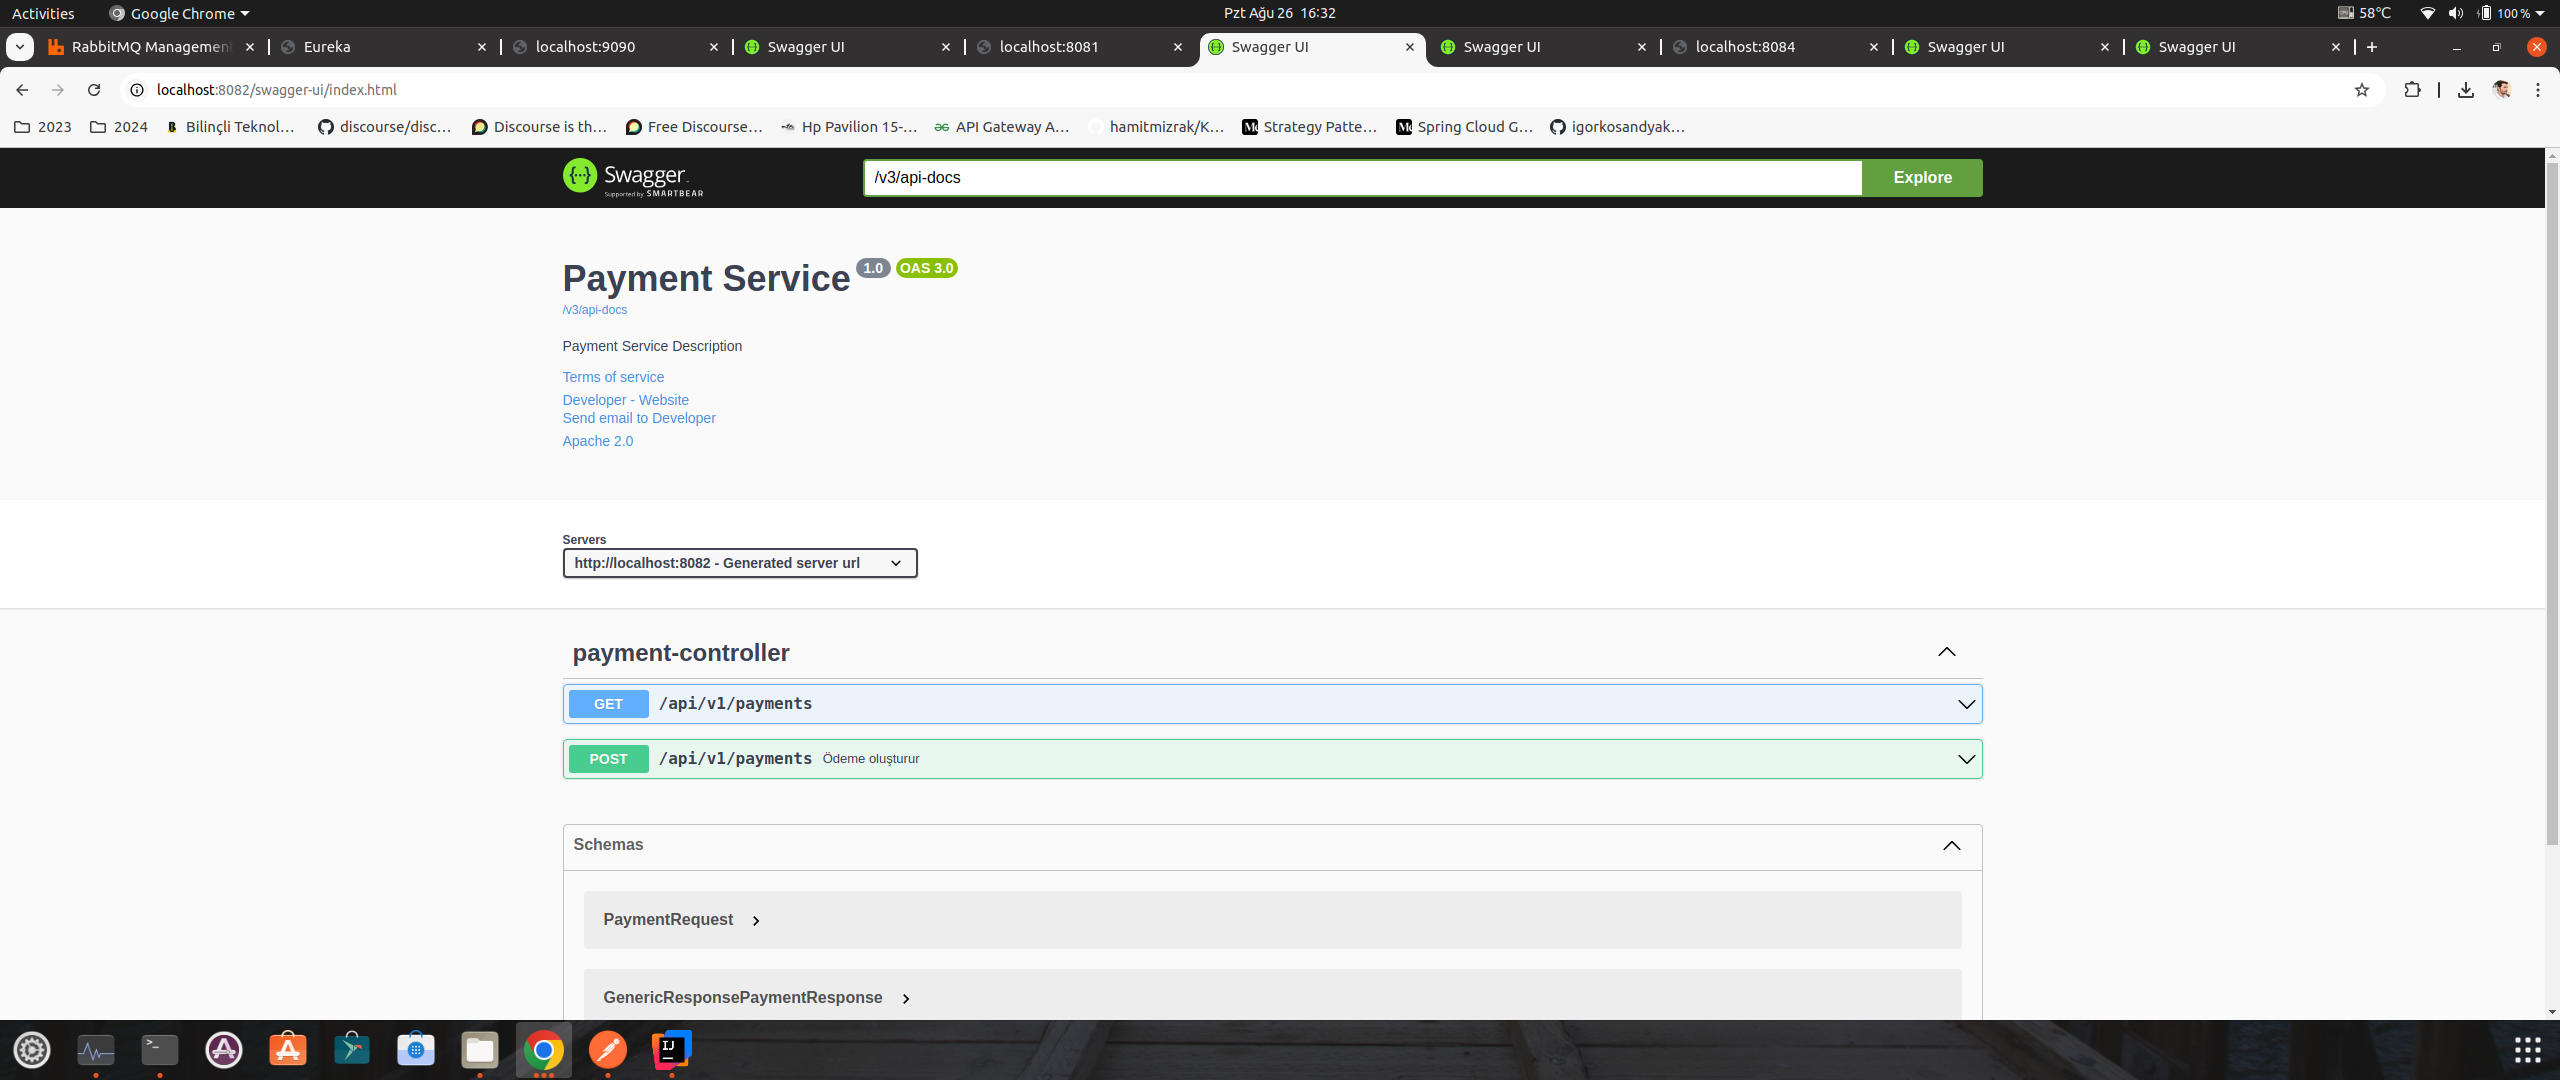 Activities
Google Chrome
Pzt Ağu 26 16:32
58°C
100 %
RabbitMQ Management
Eureka
localhost:9090
Swagger UI
localhost:8081
Swagger UI
Swagger UI
localhost:8084
Swagger UI
Swagger UI
localhost:8082/swagger-ui/index.html
2023
2024
Bilinçli Teknol...
discourse/disc...
Discourse is th...
Free Discourse...
Hp Pavilion 15-...
API Gateway A...
hamitmizrak/K...
Strategy Patte...
Spring Cloud G...
igorkosandyak...
Swagger
Supported by SMARTBEAR
/v3/api-docs
Explore
Payment Service 1.0 OAS 3.0
/v3/api-docs
Payment Service Description
Terms of service
Developer - Website
Send email to Developer
Apache 2.0
Servers
http://localhost:8082 - Generated server url
payment-controller
GET /api/v1/payments
POST /api/v1/payments Ödeme oluşturur
Schemas
PaymentRequest
GenericResponsePaymentResponse